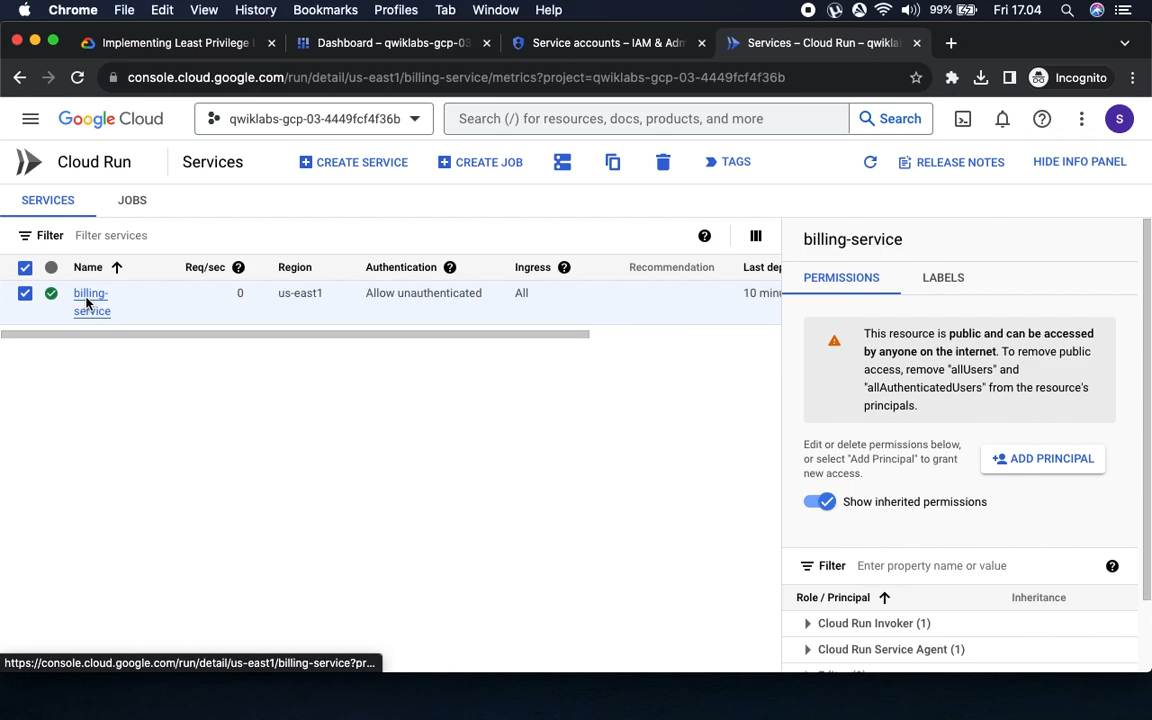 Chrome File Edit View History Bookmarks Profiles Tab Window Help 99% Fri 17.04
Implementing Least Privilege
Dashboard – qwiklabs-gcp-03
Service accounts – IAM & Adm
Services – Cloud Run – qwikla
console.cloud.google.com/run/detail/us-east1/billing-service/metrics?project=qwiklabs-gcp-03-4449fcf4f36b
Incognito
Google Cloud
qwiklabs-gcp-03-4449fcf4f36b
Search (/) for resources, docs, products, and more
Search
S
Cloud Run
Services
CREATE SERVICE
CREATE JOB
TAGS
RELEASE NOTES
HIDE INFO PANEL
SERVICES
JOBS
Filter Filter services
Name Req/sec Region Authentication Ingress Recommendation Last dep
billing-service 0 us-east1 Allow unauthenticated All 10 minu
billing-service
PERMISSIONS
LABELS
This resource is public and can be accessed
by anyone on the internet. To remove public
access, remove "allUsers" and
"allAuthenticatedUsers" from the resource's
principals.
Edit or delete permissions below,
or select "Add Principal" to grant
new access.
ADD PRINCIPAL
Show inherited permissions
Filter Enter property name or value
Role / Principal Inheritance
Cloud Run Invoker (1)
Cloud Run Service Agent (1)
https://console.cloud.google.com/run/detail/us-east1/billing-service?pr...